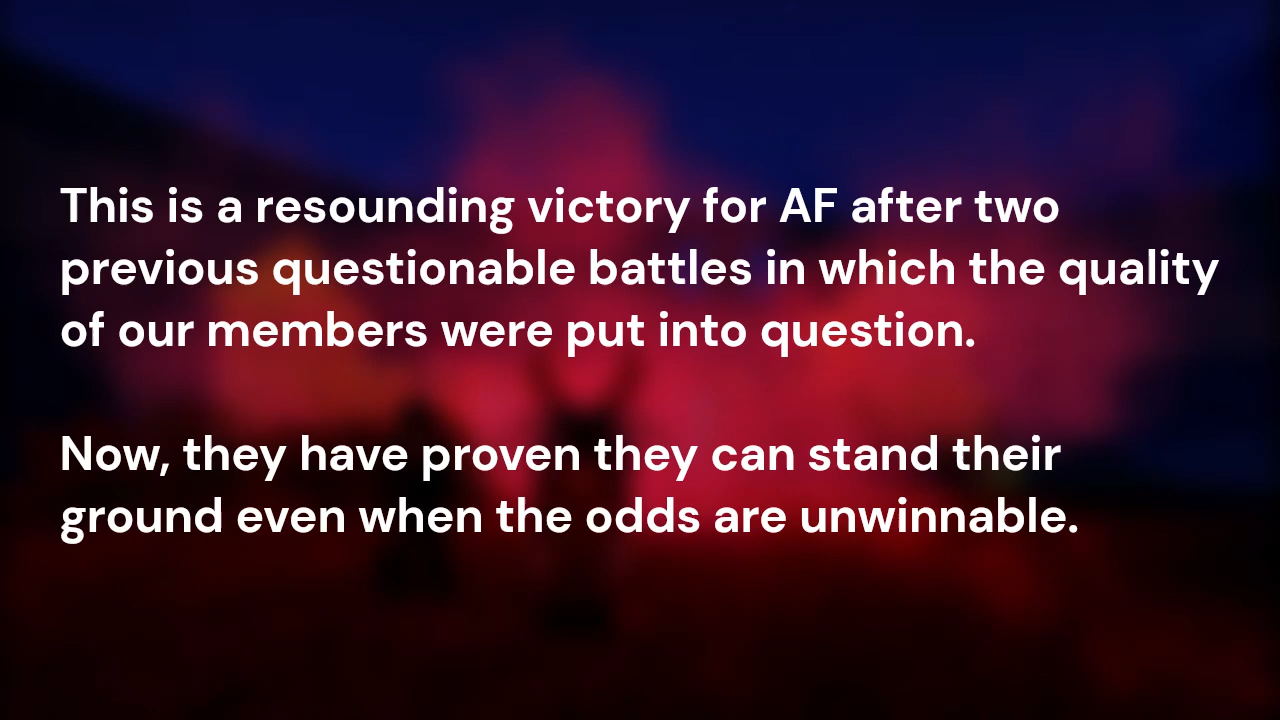 This is a resounding victory for AF after two
previous questionable battles in which the quality
of our members were put into question.
Now, they have proven they can stand their
ground even when the odds are unwinnable.